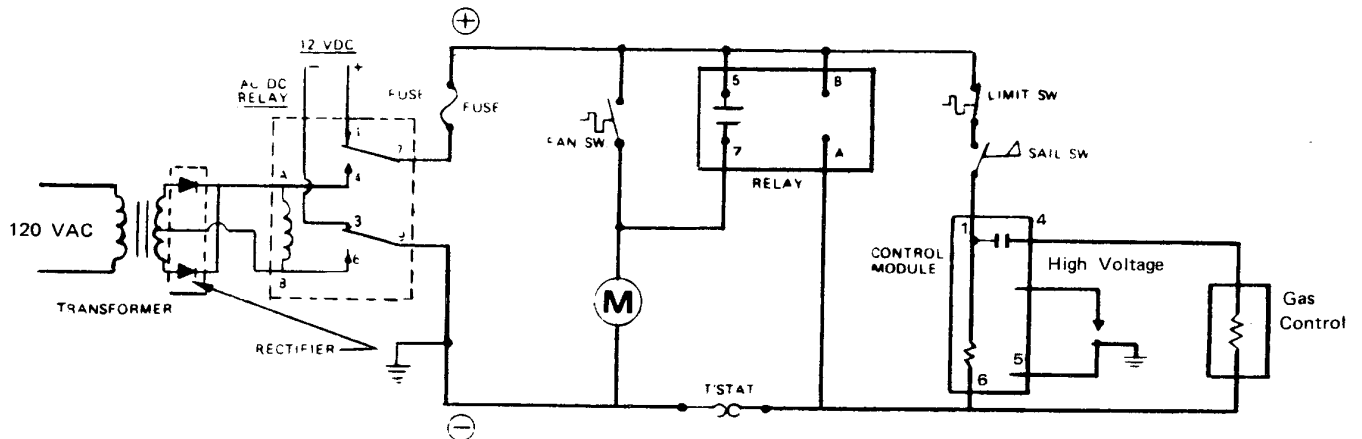 12 VDC
- +
AC DC
RELAY
FUSE
FUSE
1
7
A
4
3
9
6
B
120 VAC
TRANSFORMER
RECTIFIER
+
-
FAN SW
M
5
B
7
A
RELAY
T'STAT
LIMIT SW
SAIL SW
1
4
CONTROL
MODULE
High Voltage
5
6
Gas
Control